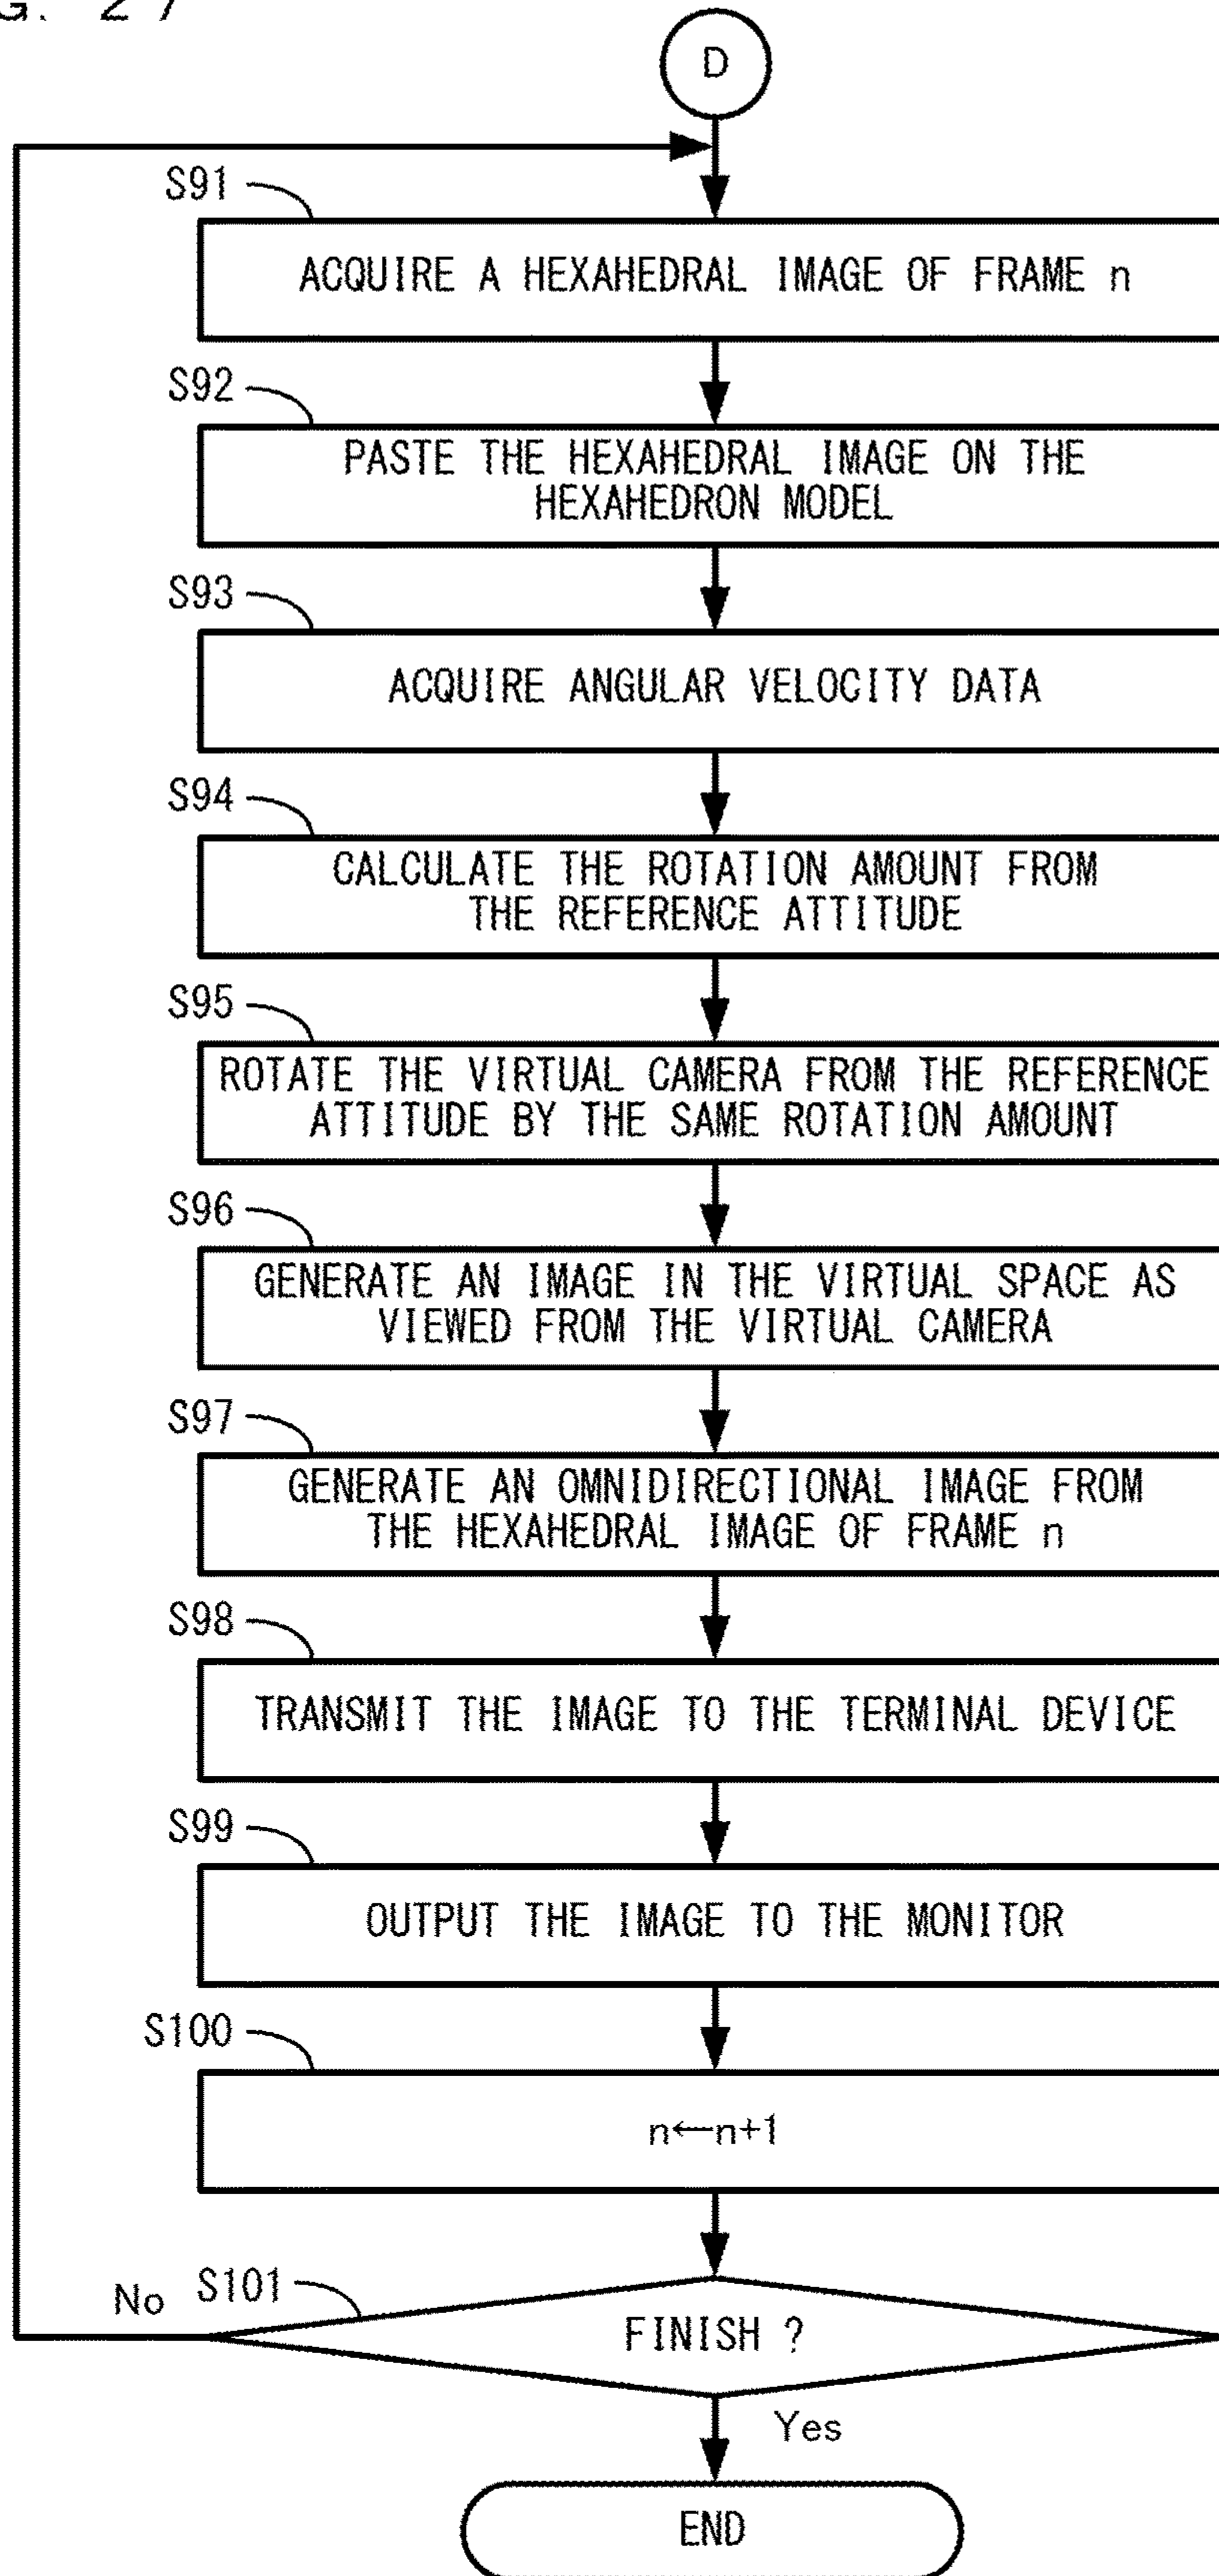 G. 27
D
S91
ACQUIRE A HEXAHEDRAL IMAGE OF FRAME n
S92
PASTE THE HEXAHEDRAL IMAGE ON THE
HEXAHEDRON MODEL
S93
ACQUIRE ANGULAR VELOCITY DATA
S94
CALCULATE THE ROTATION AMOUNT FROM
THE REFERENCE ATTITUDE
S95
ROTATE THE VIRTUAL CAMERA FROM THE REFERENCE
ATTITUDE BY THE SAME ROTATION AMOUNT
S96
GENERATE AN IMAGE IN THE VIRTUAL SPACE AS
VIEWED FROM THE VIRTUAL CAMERA
S97
GENERATE AN OMNIDIRECTIONAL IMAGE FROM
THE HEXAHEDRAL IMAGE OF FRAME n
S98
TRANSMIT THE IMAGE TO THE TERMINAL DEVICE
S99
OUTPUT THE IMAGE TO THE MONITOR
S100
n←n+1
No
S101
FINISH ?
Yes
END